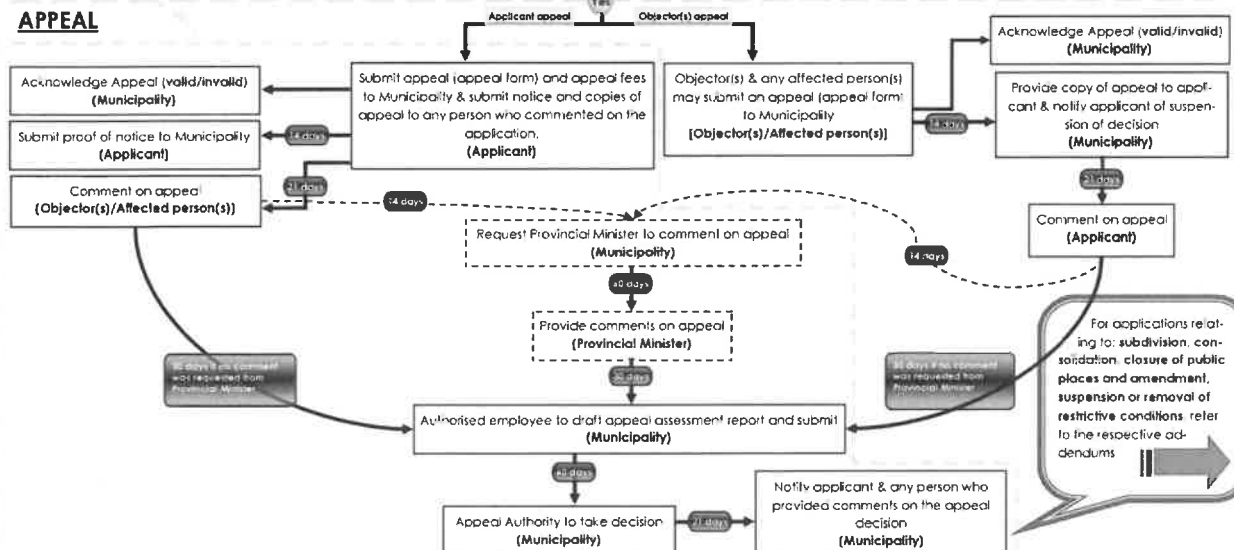 Yes
APPEAL
Applicant appeal
Objector(s) appeal
Acknowledge Appeal (valid/invalid)
(Municipality)
Submit proof of notice to Municipality
(Applicant)
Comment on appeal
(Objector(s)/Affected person(s)]
Submit appeal (appeal form) and appeal fees
to Municipality & submit notice and copies of
appeal to any person who commented on the
application.
(Applicant)
14 days
21 days
14 days
Objector(s) & any affected person(s)
may submit an appeal (appeal form)
to Municipality
[Objector(s)/Affected person(s)]
14 days
Acknowledge Appeal (valid/invalid)
(Municipality)
Provide copy of appeal to appli-
cant & notify applicant of suspen-
sion of decision
(Municipality)
21 days
Comment on appeal
(Applicant)
14 days
Request Provincial Minister to comment on appeal
(Municipality)
60 days
Provide comments on appeal
(Provincial Minister)
30 days
30 days if no comment
was requested from
Provincial Minister
30 days if no comment
was requested from
Provincial Minister
Authorised employee to draft appeal assessment report and submit
(Municipality)
60 days
Appeal Authority to take decision
(Municipality)
21 days
Notify applicant & any person who
provided comments on the appeal
decision
(Municipality)
For applications relat-
ing to: subdivision, con-
solidation, closure of public
places and amendment,
suspension or removal of
restrictive conditions, refer
to the respective ad-
dendums